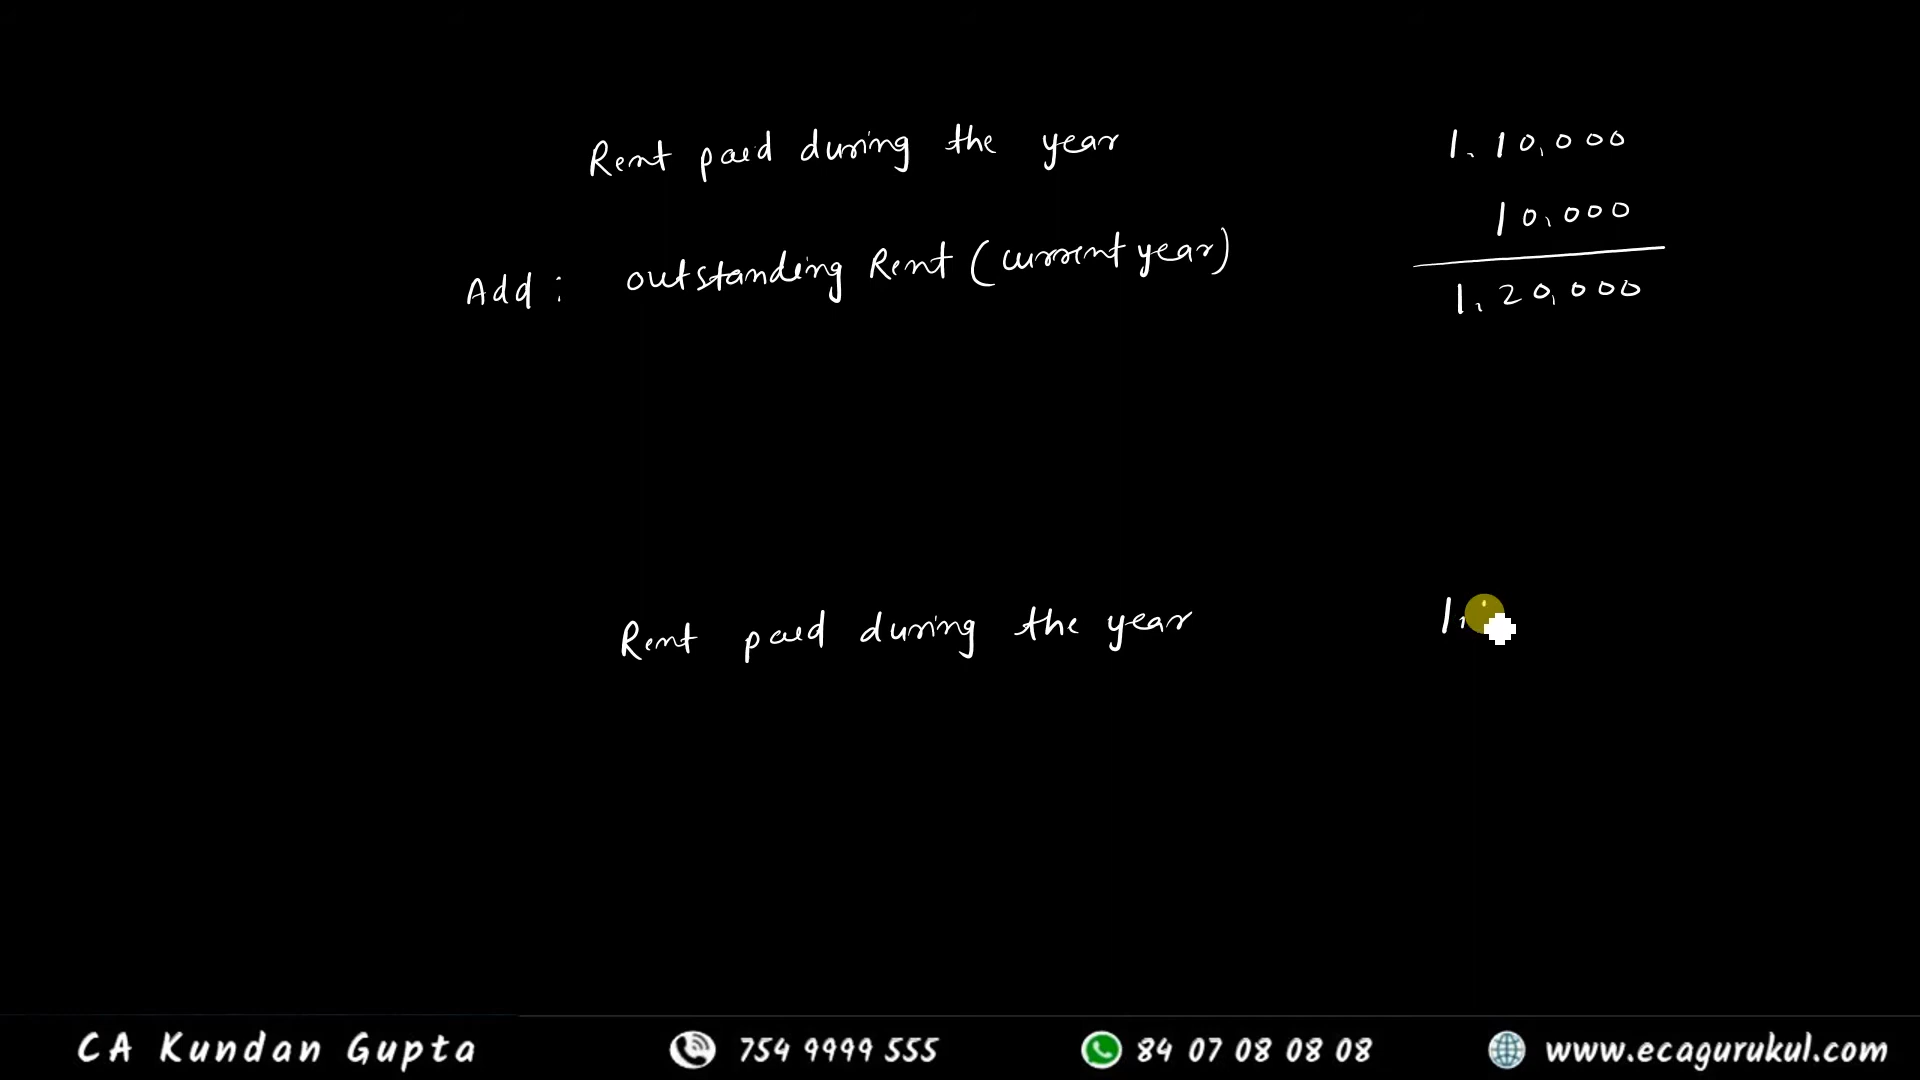 Rent paid during the year 1,10,000
10,000
Add : outstanding Rent (current year)
1,20,000
Rent paid during the year 1,
CA Kundan Gupta 754 9999 555 84 07 08 08 08 www.ecagurukul.com